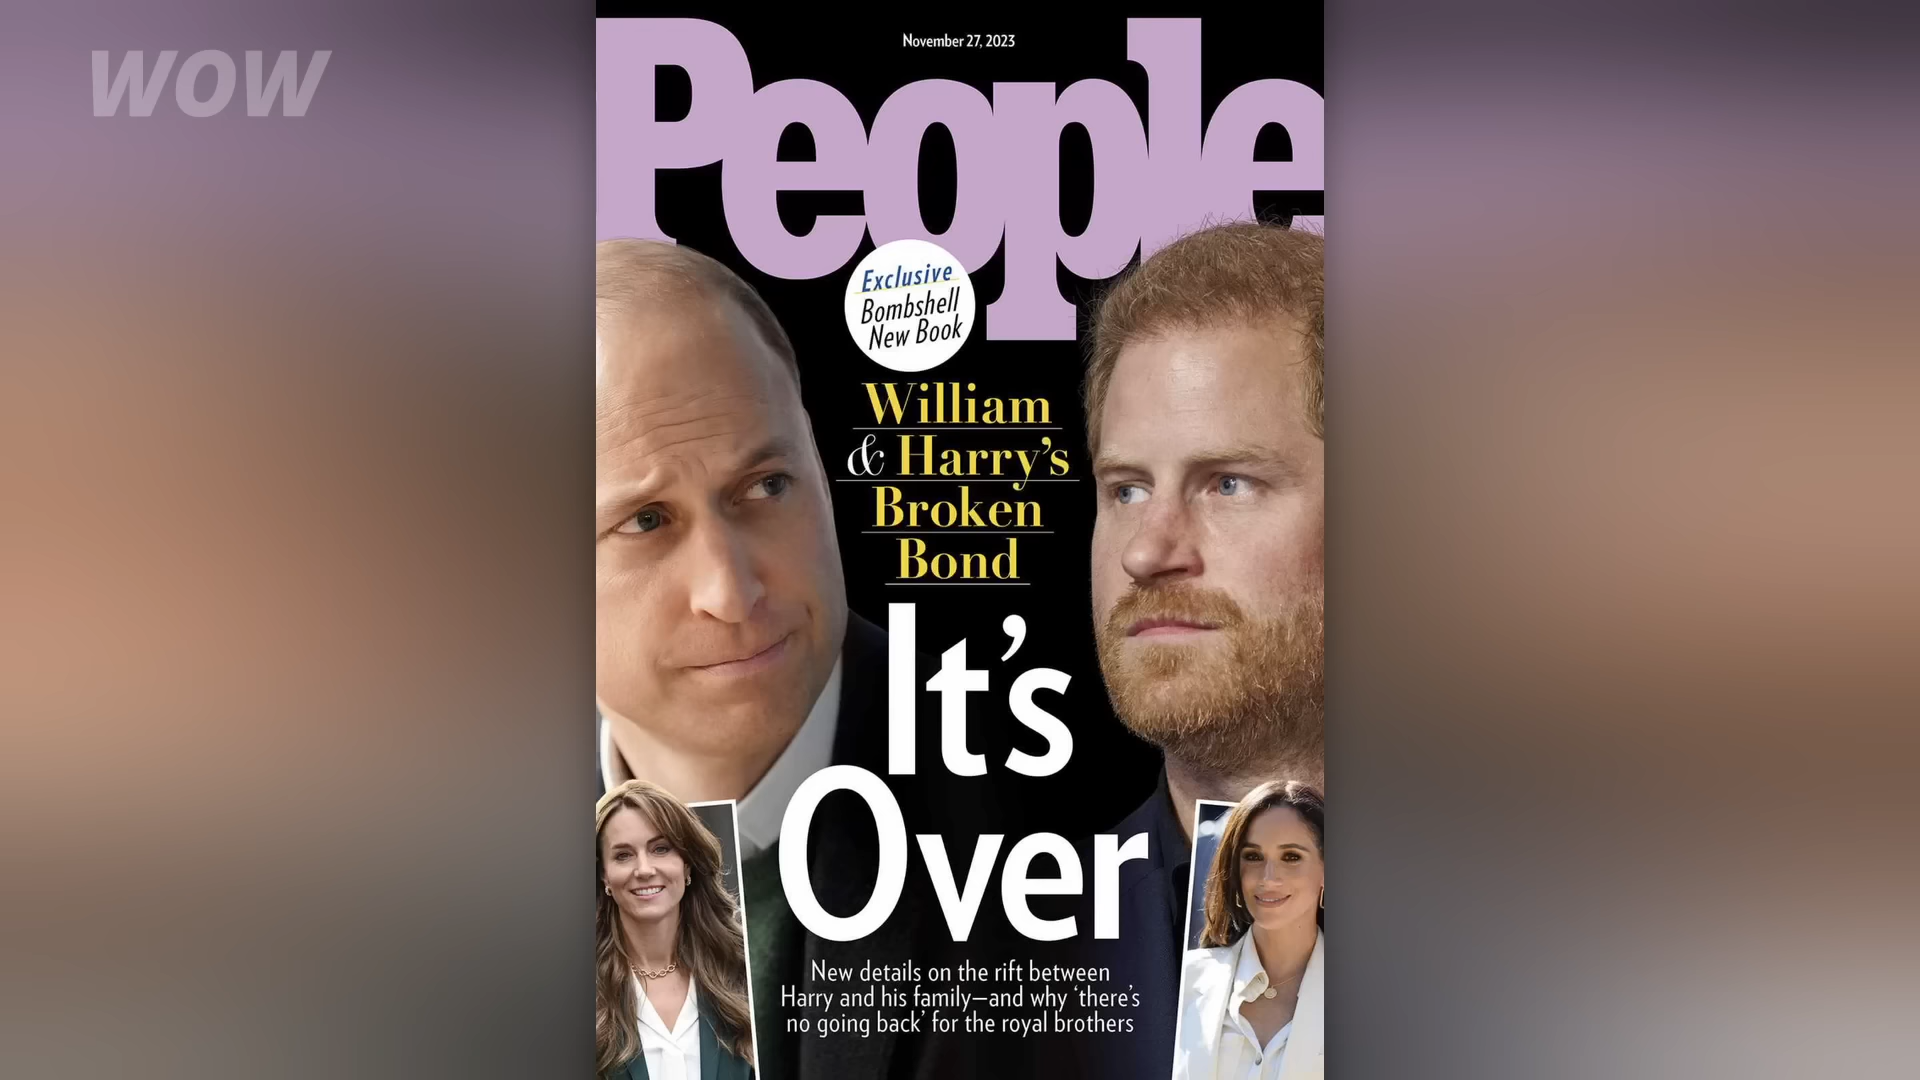 WOW
November 27, 2023
People
Exclusive
Bombshell
New Book
William
& Harry's
Broken
Bond
It's
Over
New details on the rift between
Harry and his family—and why 'there's
no going back' for the royal brothers